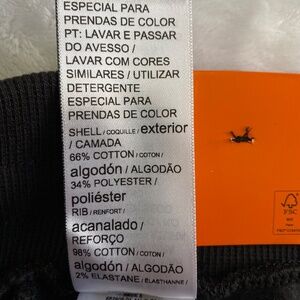 ESPECIAL PARA
PRENDAS DE COLOR
PT: LAVAR E PASSAR
DO AVESSO /
LAVAR COM CORES
SIMILARES / UTILIZAR
DETERGENTE
ESPECIAL PARA
PRENDAS DE COLOR
SHELL / COQUILLE / exterior
/ CAMADA
66% COTTON / COTON /
algodón / ALGODÃO
34% POLYESTER /
poliéster
RIB / RENFORT /
acanalado /
REFORÇO
98% COTTON / COTON /
algodón / ALGODÃO
2% ELASTANE / ELASTHANNE /
FSC